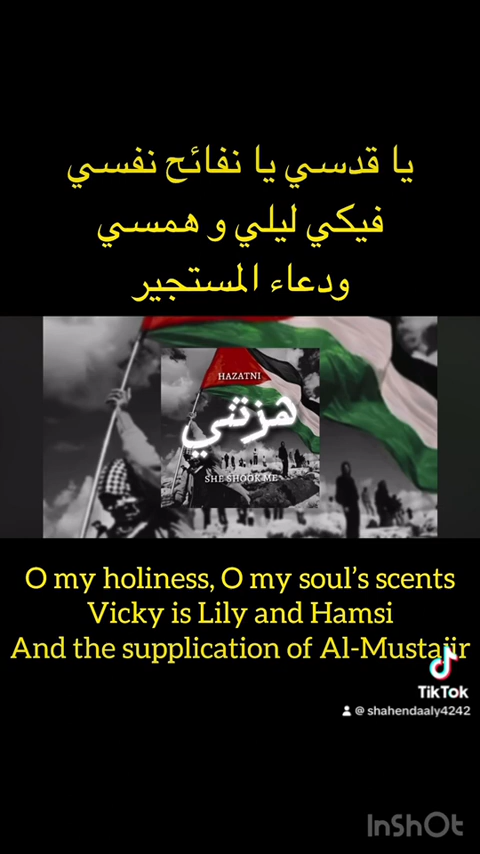 يا قدسي يا نفائح نفسي
فيكي ليلي و همسي
ودعاء المستجير
HAZATNI
هزتني
SHE SHOOK ME
O my holiness, O my soul’s scents
Vicky is Lily and Hamsi
And the supplication of Al-Mustajir
TikTok
@ shahendaaly4242
InShOt